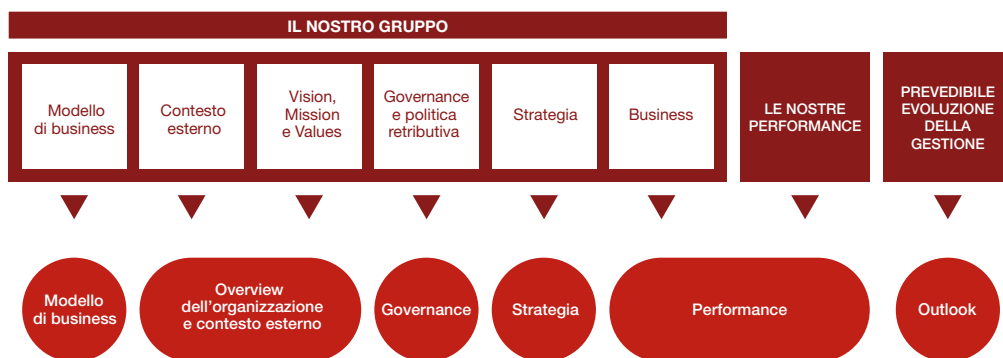 IL NOSTRO GRUPPO
Modello
di business
Contesto
esterno
Vision,
Mission
e Values
Governance
e politica
retributiva
Strategia
Business
LE NOSTRE
PERFORMANCE
PREVEDIBILE
EVOLUZIONE
DELLA
GESTIONE
Modello
di business
Overview
dell'organizzazione
e contesto esterno
Governance
Strategia
Performance
Outlook